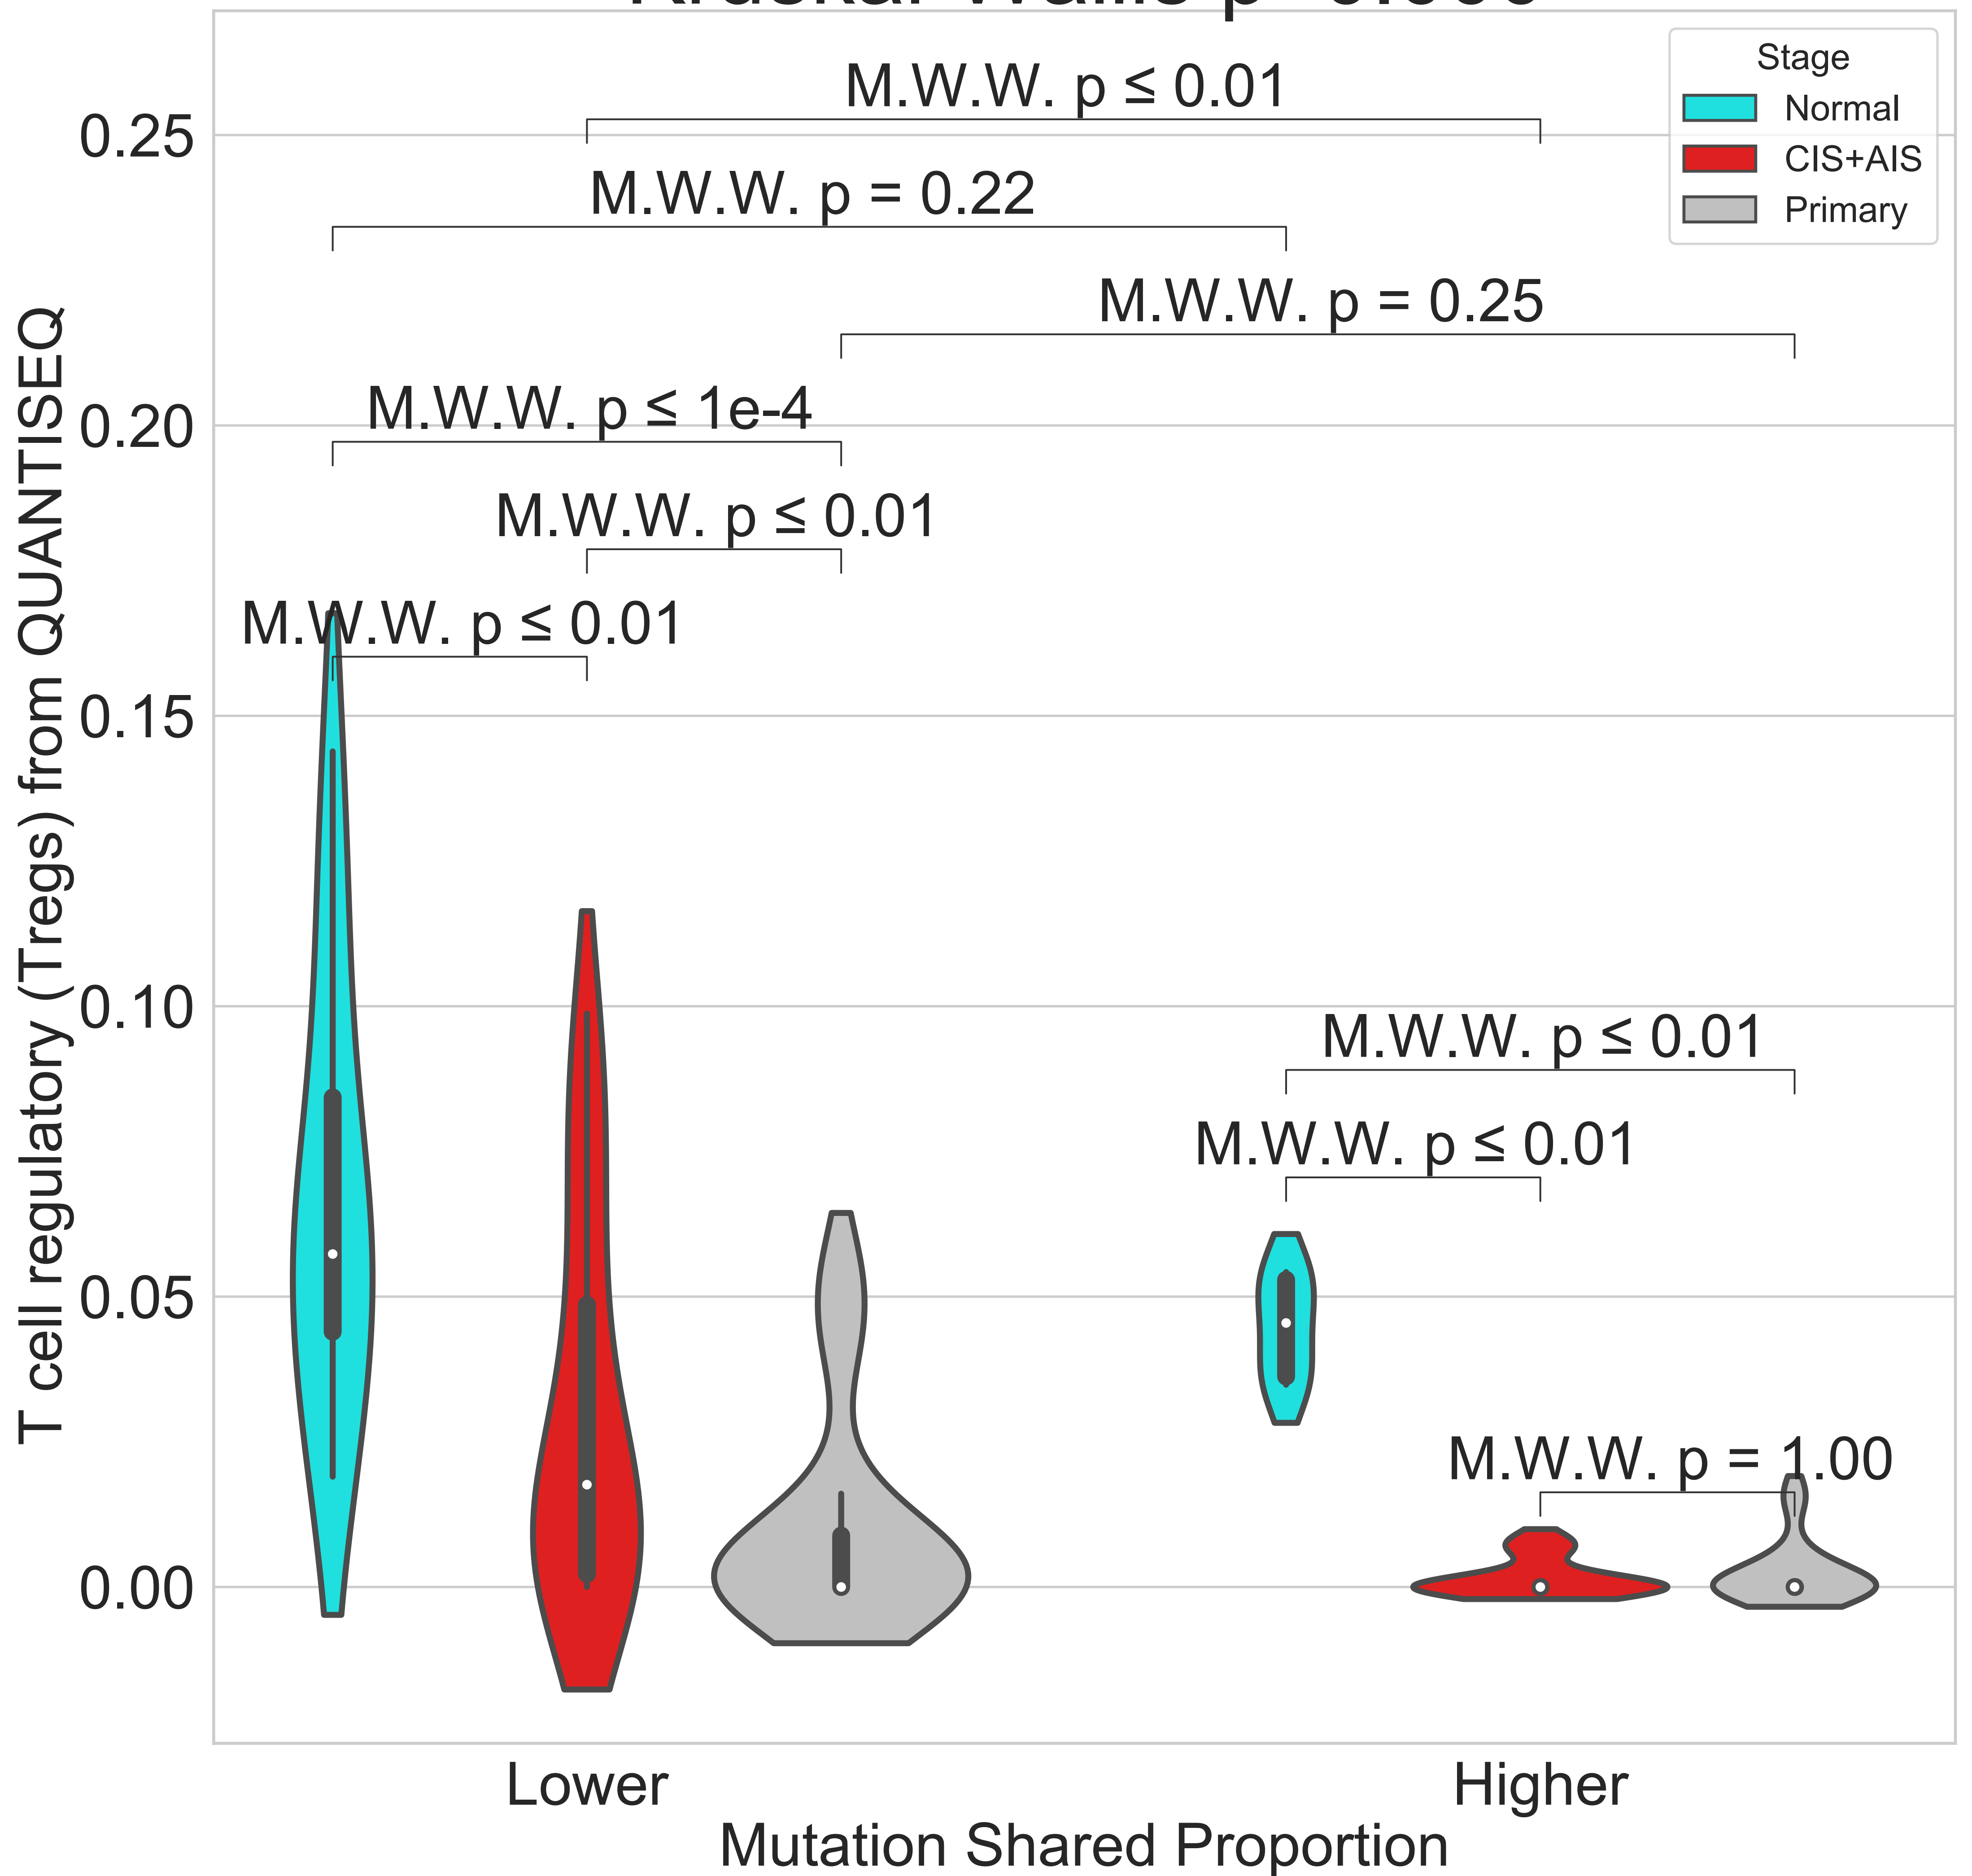 Stage
Normal
CIS+AIS
Primary
M.W.W. p ≤ 0.01
M.W.W. p = 0.22
M.W.W. p = 0.25
M.W.W. p ≤ 1e-4
M.W.W. p ≤ 0.01
M.W.W. p ≤ 0.01
M.W.W. p ≤ 0.01
M.W.W. p ≤ 0.01
M.W.W. p = 1.00
T cell regulatory (Tregs) from QUANTISEQ
0.25
0.20
0.15
0.10
0.05
0.00
Lower
Higher
Mutation Shared Proportion